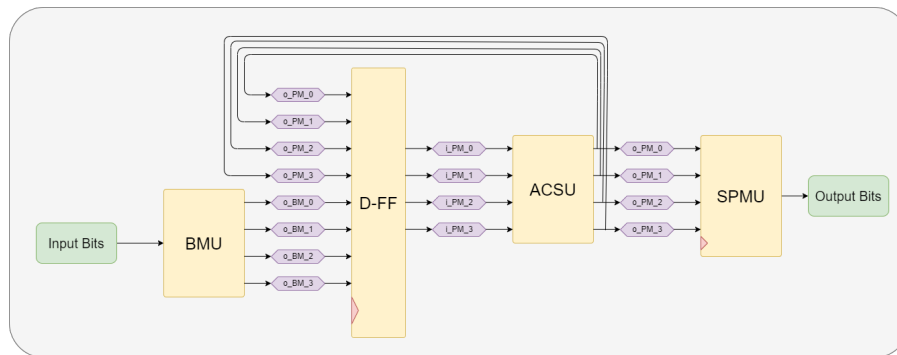 o_PM_0
o_PM_1
o_PM_2
o_PM_3
o_BM_0
o_BM_1
o_BM_2
o_BM_3
Input Bits
BMU
D-FF
i_PM_0
i_PM_1
i_PM_2
i_PM_3
ACSU
o_PM_0
o_PM_1
o_PM_2
o_PM_3
SPMU
Output Bits